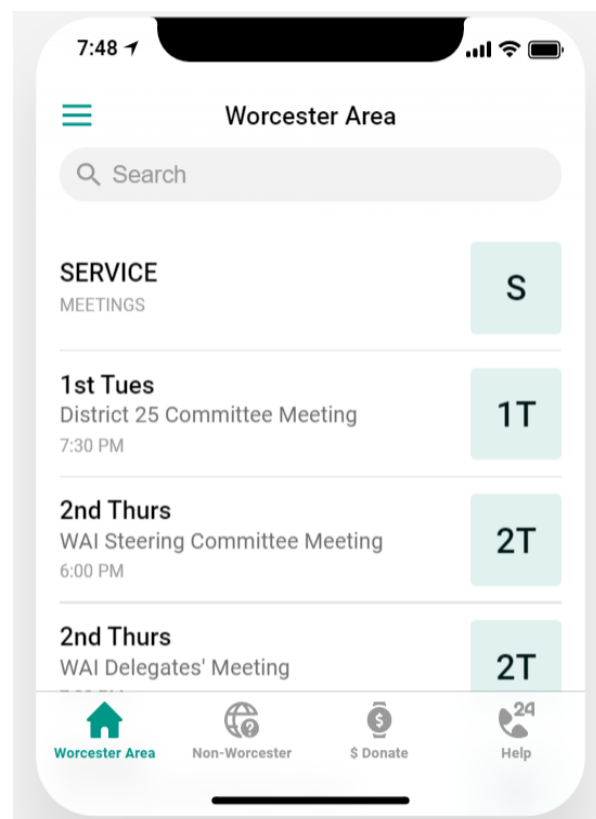 7:48
Worcester Area
Search
SERVICE
MEETINGS
S
1st Tues
District 25 Committee Meeting
7:30 PM
1T
2nd Thurs
WAI Steering Committee Meeting
6:00 PM
2T
2nd Thurs
WAI Delegates' Meeting
2T
Worcester Area
Non-Worcester
$ Donate
24
Help